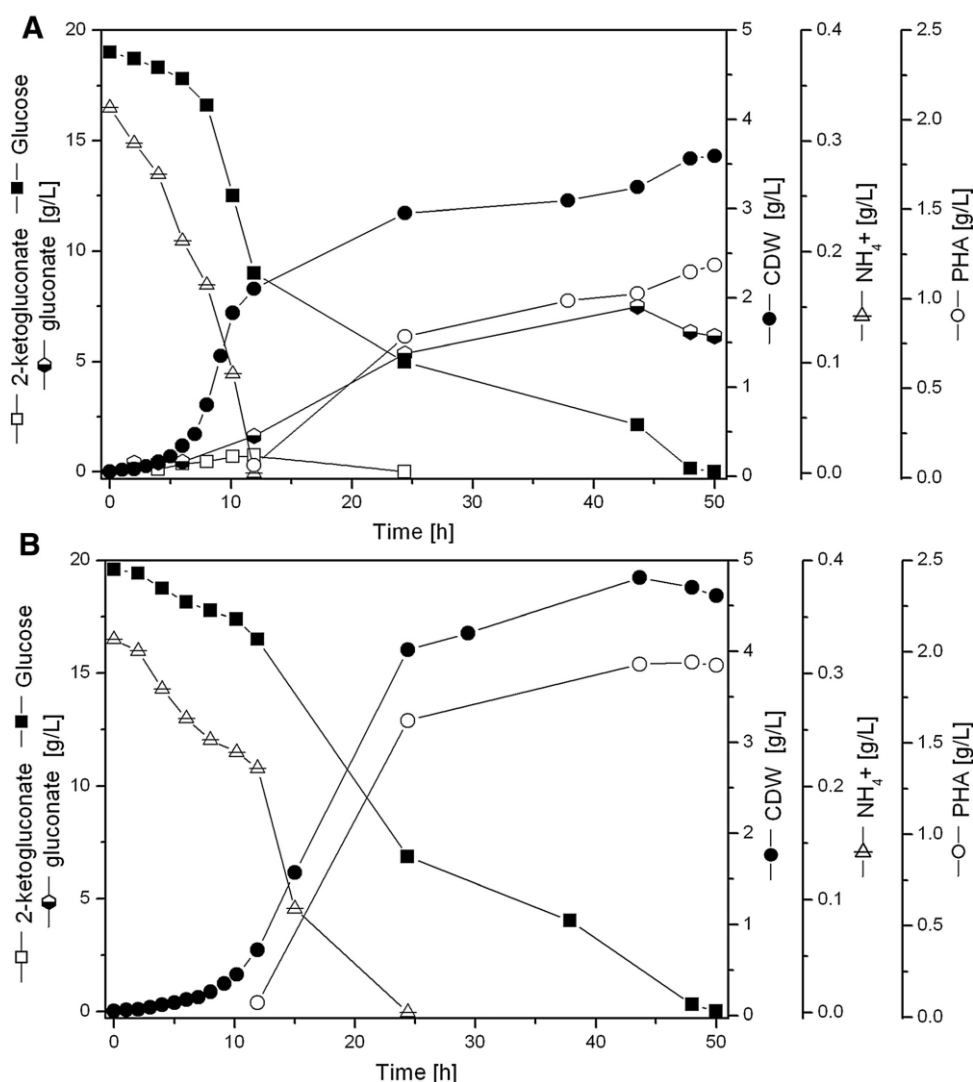 A
20
15
10
5
0
0 10 20 30 40 50
Time [h]
2-ketogluconate Glucose
gluconate [g/L]
5
4
3
2
1
0
CDW [g/L]
0.4
0.3
0.2
0.1
0.0
NH4+ [g/L]
2.5
2.0
1.5
1.0
0.5
0.0
PHA [g/L]
B
20
15
10
5
0
0 10 20 30 40 50
Time [h]
2-ketogluconate Glucose
gluconate [g/L]
5
4
3
2
1
0
CDW [g/L]
0.4
0.3
0.2
0.1
0.0
NH4+ [g/L]
2.5
2.0
1.5
1.0
0.5
0.0
PHA [g/L]